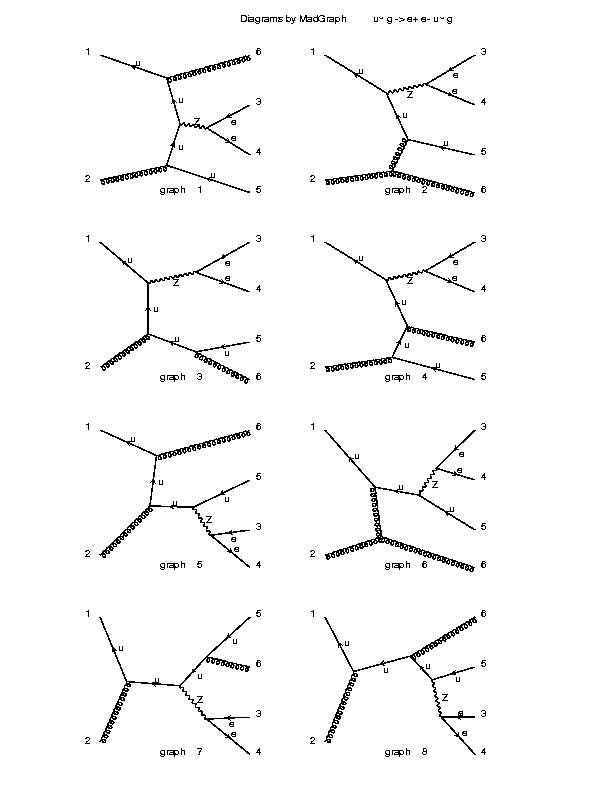 Diagrams by MadGraph u~ g -> e+ e- u~ g
1 6 u u 3 Z e e u 4 u 2 5
graph 1
1 3 u e Z e 4 u u 5 2 6
graph 2
1 3 u e Z e 4 u 5 u u 2 6
graph 3
1 3 u e Z e 4 u 6 u 2 u 5
graph 4
1 6 u 5 u u u Z 3 e e 2 4
graph 5
1 3 e e 4 u Z u u 5 2 6
graph 6
1 5 u u 6 u u Z 3 e e 2 4
graph 7
1 6 u 5 u u u Z e 3 e 2 4
graph 8